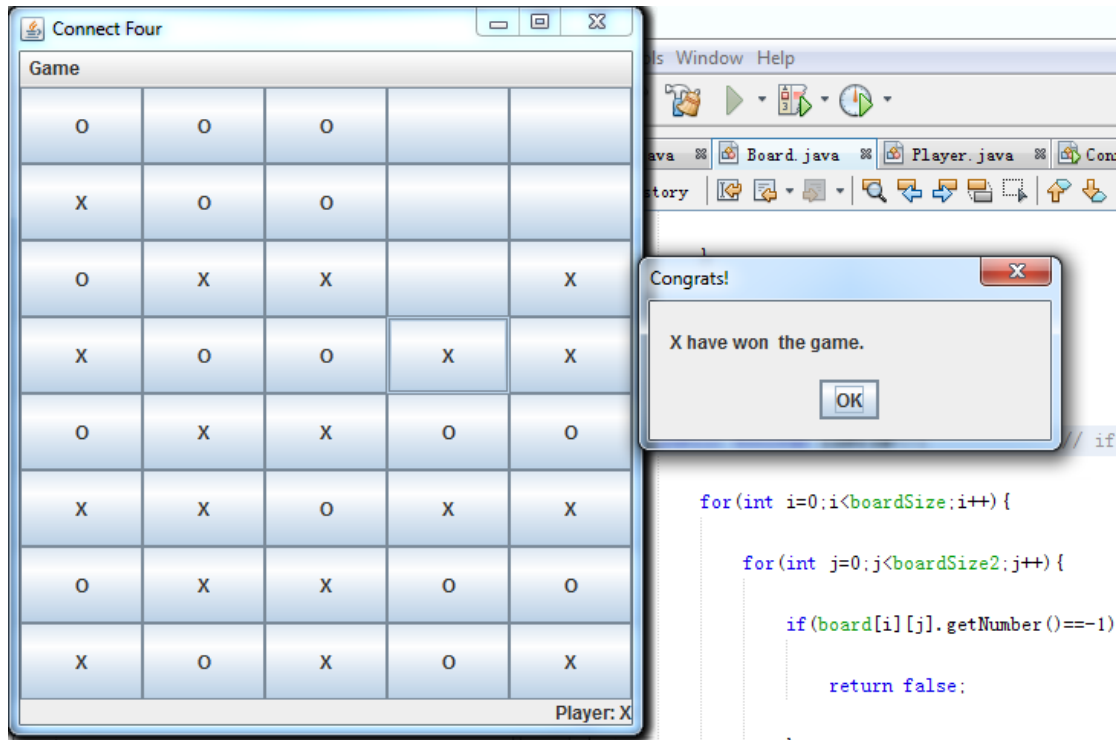 Connect Four
Game
O O O
X O O
O X X X
X O O X X
O X X O O
X X O X X
O X X O O
X O X O X
Player: X
Window Help
Board.java Player.java
Congrats!
X have won the game.
OK
// if
for(int i=0;i<boardSize;i++){
for(int j=0;j<boardSize2;j++){
if(board[i][j].getNumber()==-1)
return false;